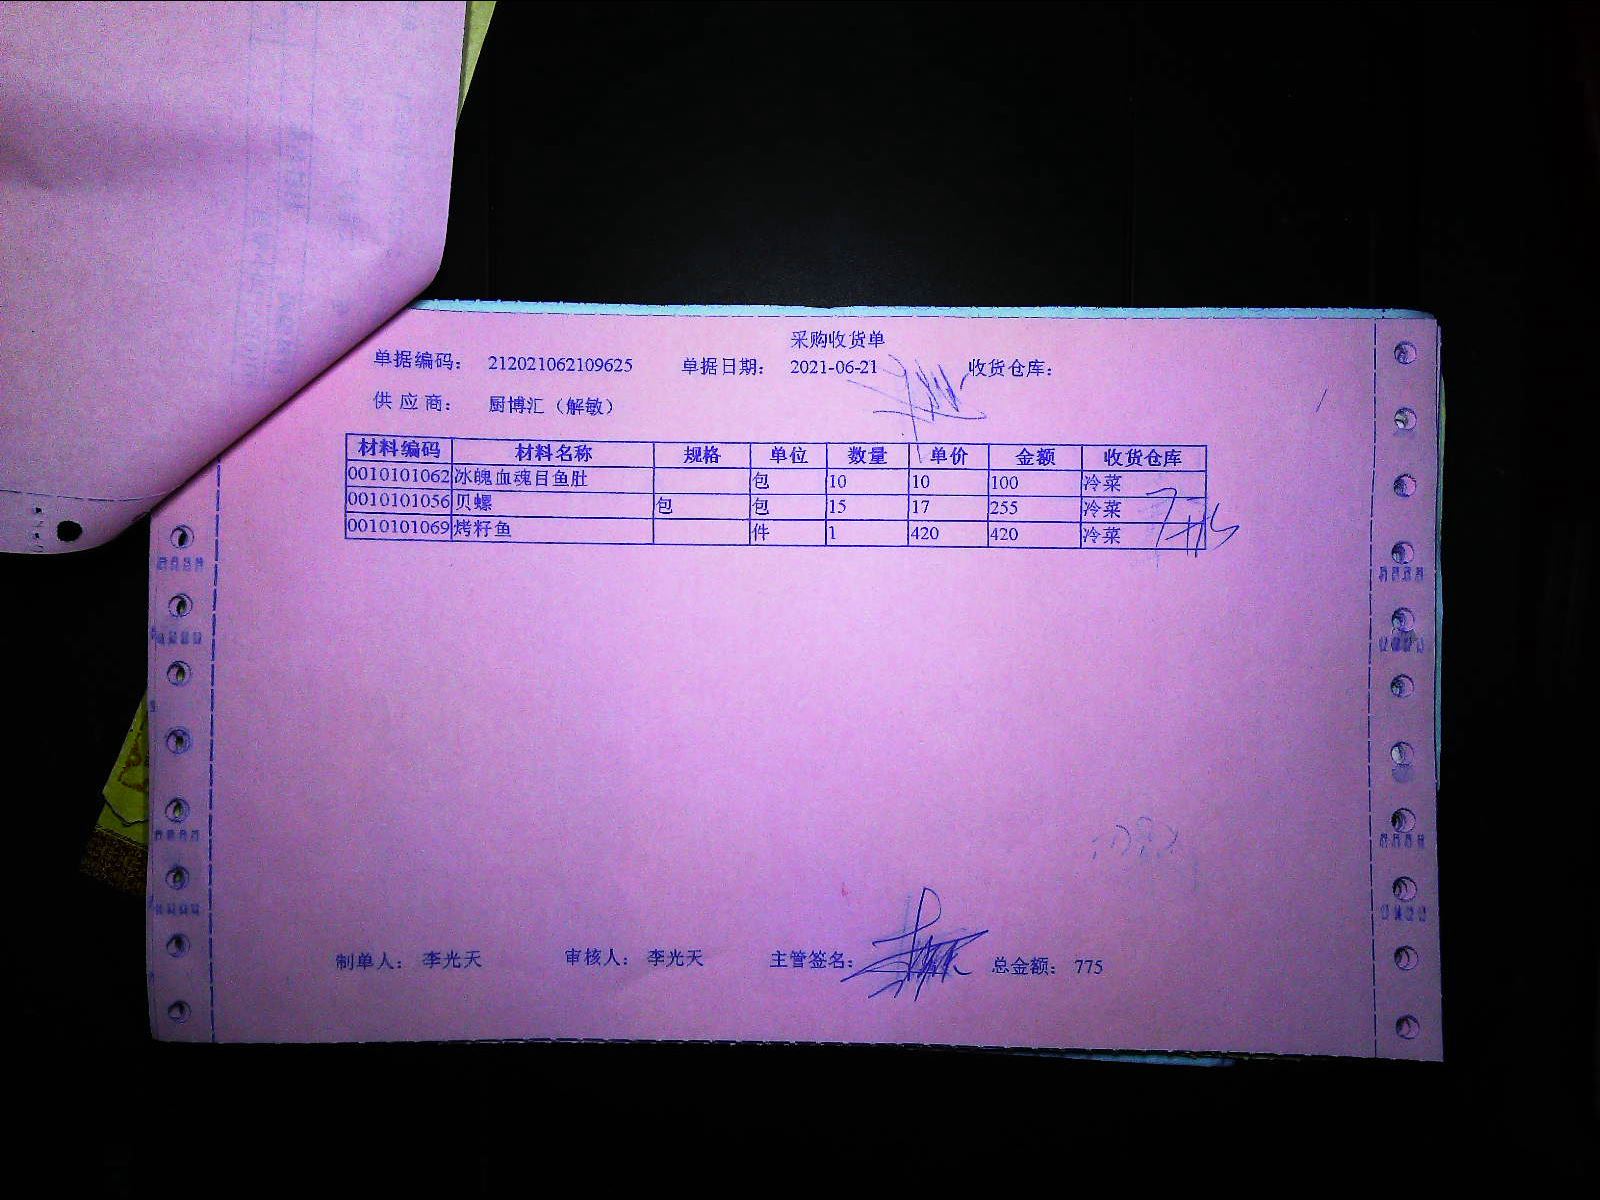 采购收货单
单据编码： 212021062109625 单据日期： 2021-06-21 收货仓库：
供 应 商： 厨博汇（解敏）
材料编码 材料名称 规格 单位 数量 单价 金额 收货仓库
0010101062 冰魄血魂目鱼肚 包 10 10 100 冷菜
0010101056 贝螺 包 包 15 17 255 冷菜
0010101069 烤籽鱼 件 1 420 420 冷菜
制单人： 李光天 审核人： 李光天 主管签名： 总金额： 775